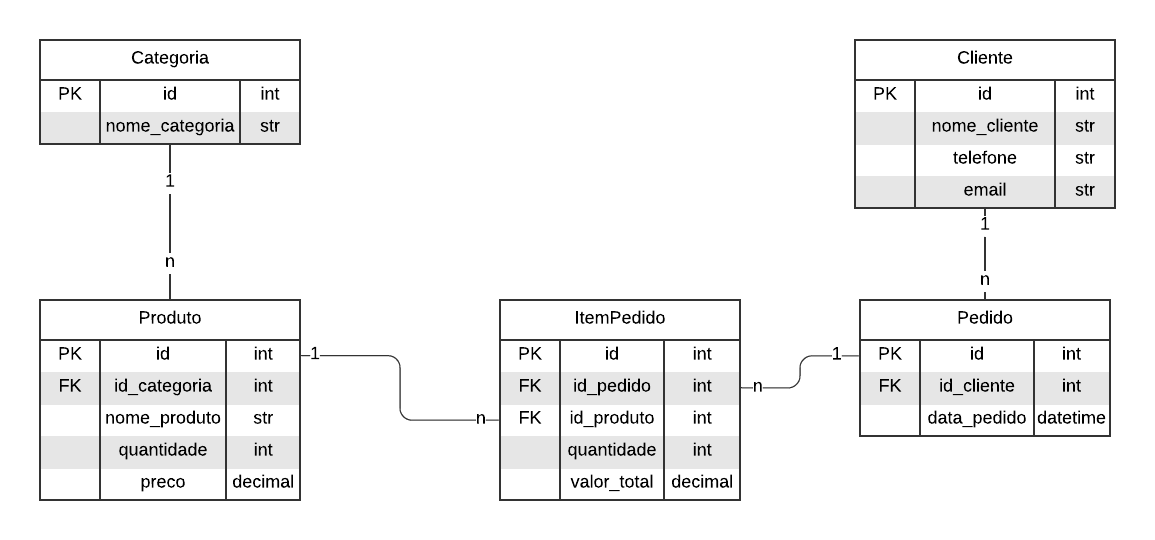 Categoria
PK id int
nome_categoria str
1
n
Cliente
PK id int
nome_cliente str
telefone str
email str
1
n
Produto
PK id int
FK id_categoria int
nome_produto str
quantidade int
preco decimal
1
n
ItemPedido
PK id int
FK id_pedido int
FK id_produto int
quantidade int
valor_total decimal
n
1
Pedido
PK id int
FK id_cliente int
data_pedido datetime